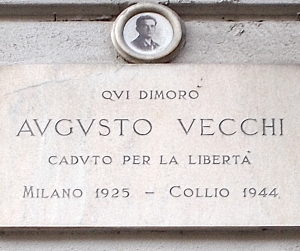 QVI DIMORÒ
AVGVSTO VECCHI
CADVTO PER LA LIBERTÀ
MILANO 1925 – COLLIO 1944